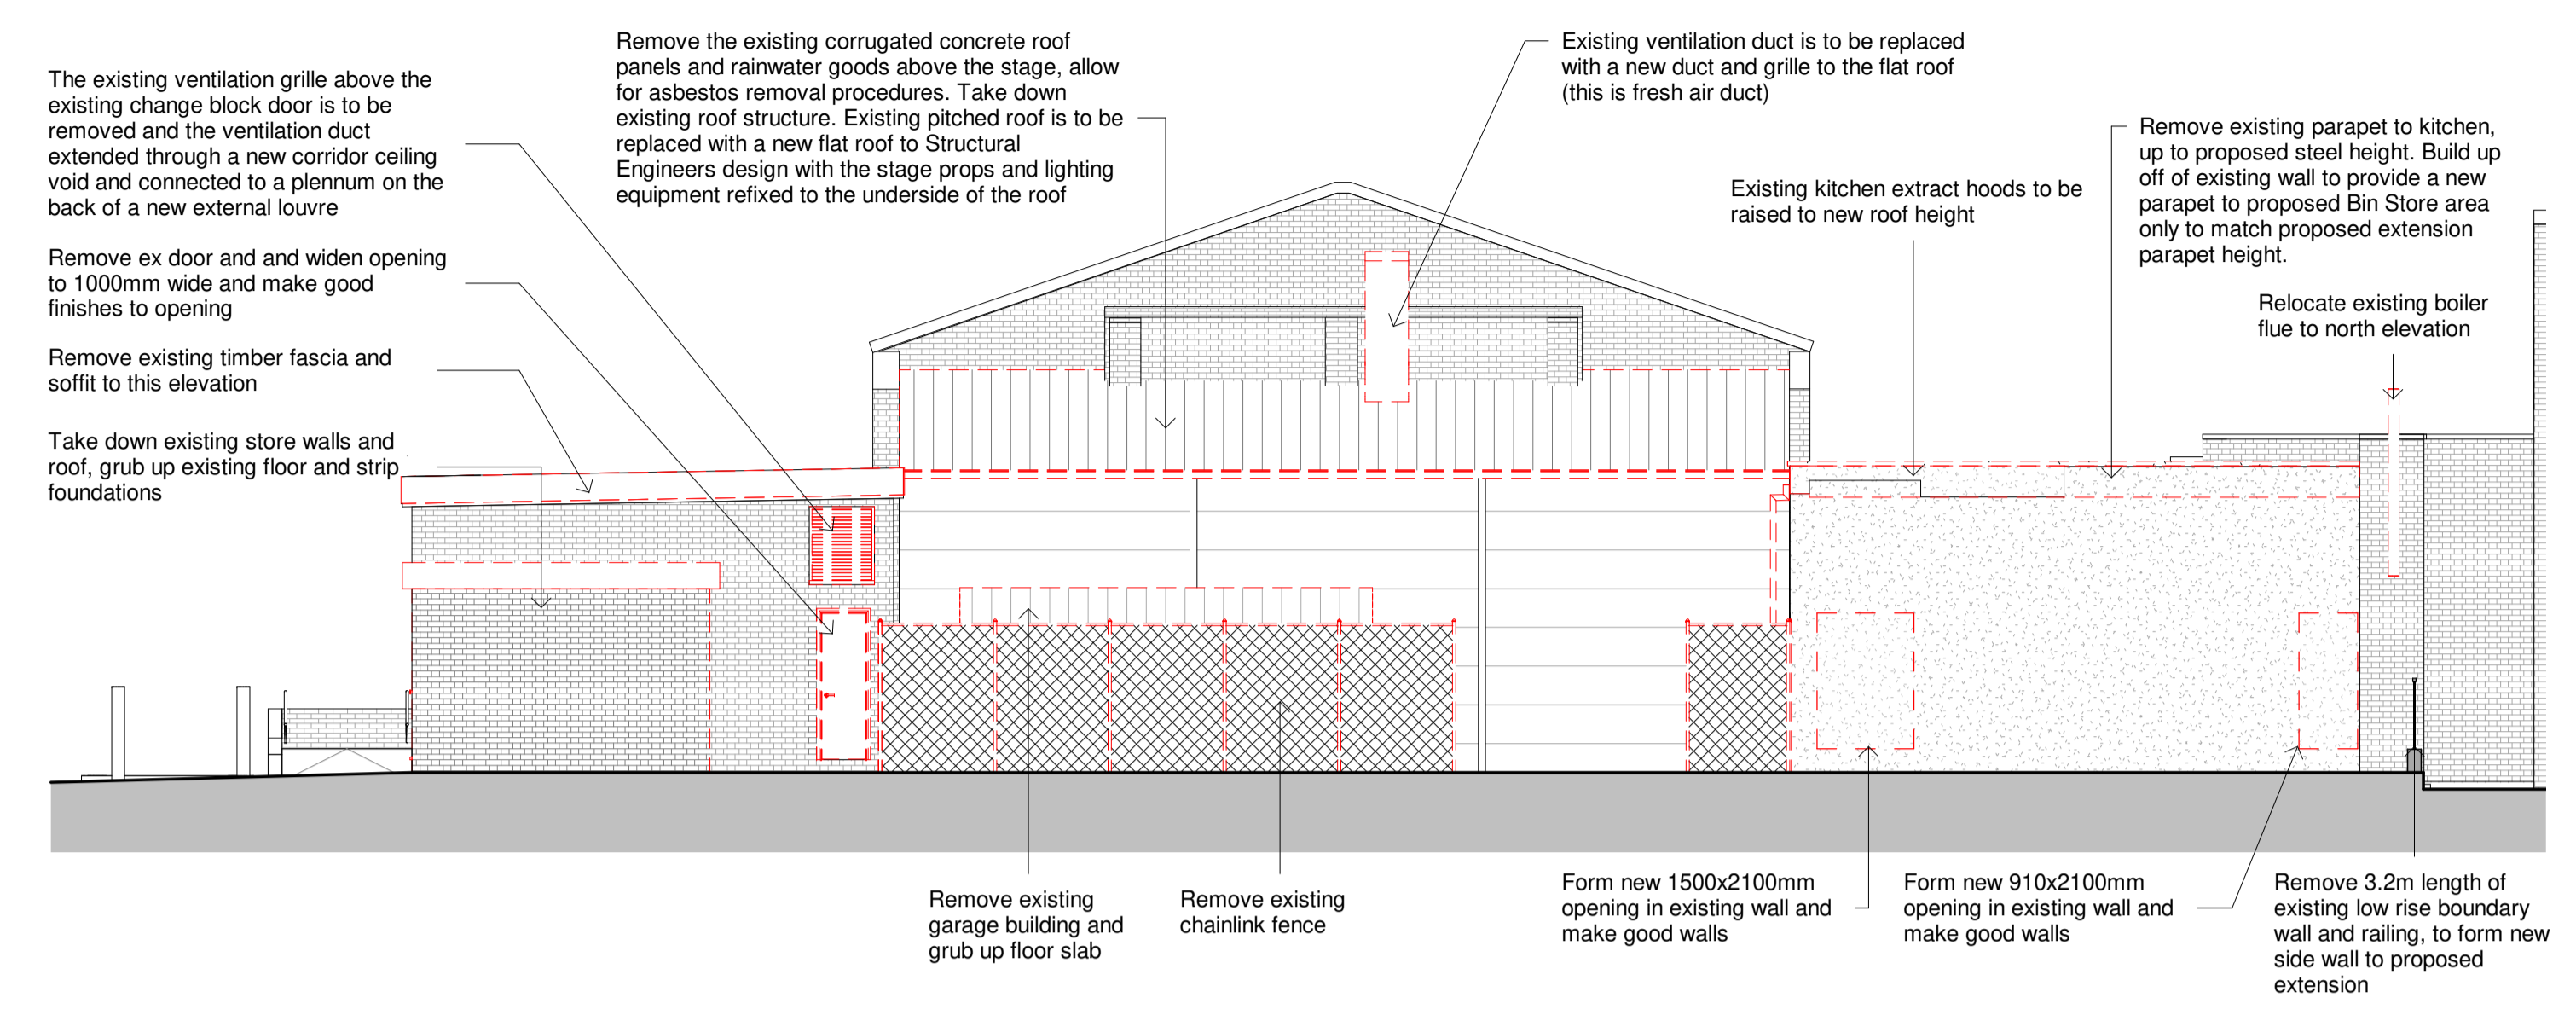 The existing ventilation grille above the
existing change block door is to be
removed and the ventilation duct
extended through a new corridor ceiling
void and connected to a plennum on the
back of a new external louvre
Remove ex door and and widen opening
to 1000mm wide and make good
finishes to opening
Remove existing timber fascia and
soffit to this elevation
Take down existing store walls and
roof, grub up existing floor and strip
foundations
Remove the existing corrugated concrete roof
panels and rainwater goods above the stage, allow
for asbestos removal procedures. Take down
existing roof structure. Existing pitched roof is to be
replaced with a new flat roof to Structural
Engineers design with the stage props and lighting
equipment refixed to the underside of the roof
Existing ventilation duct is to be replaced
with a new duct and grille to the flat roof
(this is fresh air duct)
Existing kitchen extract hoods to be
raised to new roof height
Remove existing parapet to kitchen,
up to proposed steel height. Build up
off of existing wall to provide a new
parapet to proposed Bin Store area
only to match proposed extension
parapet height.
Relocate existing boiler
flue to north elevation
Remove existing
garage building and
grub up floor slab
Remove existing
chainlink fence
Form new 1500x2100mm
opening in existing wall and
make good walls
Form new 910x2100mm
opening in existing wall and
make good walls
Remove 3.2m length of
existing low rise boundary
wall and railing, to form new
side wall to proposed
extension